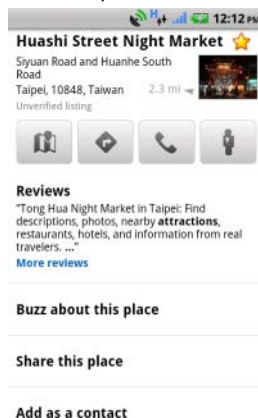 H
12:12 PM
Huashi Street Night Market
Siyuan Road and Huanhe South
Road
Taipei, 10848, Taiwan 2.3 mi
Unverified listing
Reviews
"Tong Hua Night Market in Taipei: Find
descriptions, photos, nearby attractions,
restaurants, hotels, and information from real
travelers. ..."
More reviews
Buzz about this place
Share this place
Add as a contact